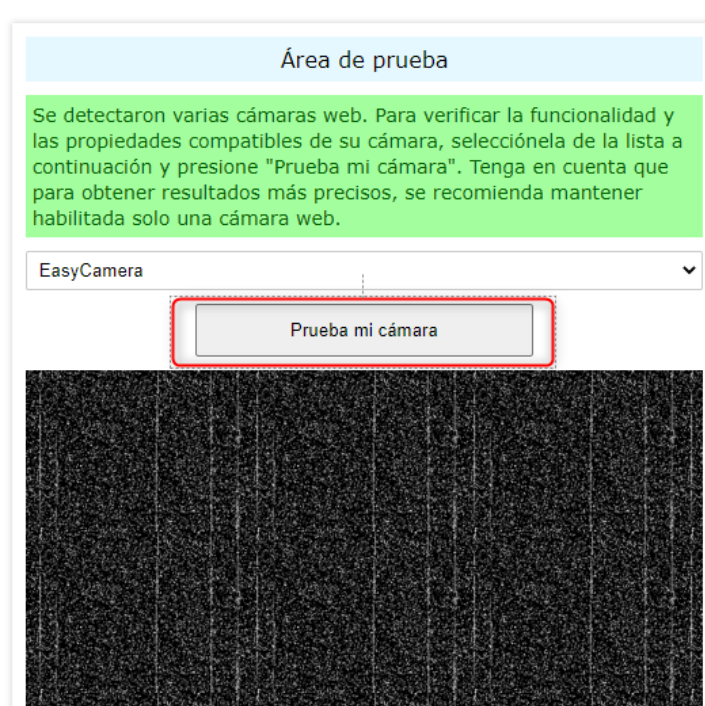 Área de prueba
Se detectaron varias cámaras web. Para verificar la funcionalidad y
las propiedades compatibles de su cámara, selecciónela de la lista a
continuación y presione "Prueba mi cámara". Tenga en cuenta que
para obtener resultados más precisos, se recomienda mantener
habilitada solo una cámara web.
EasyCamera
Prueba mi cámara